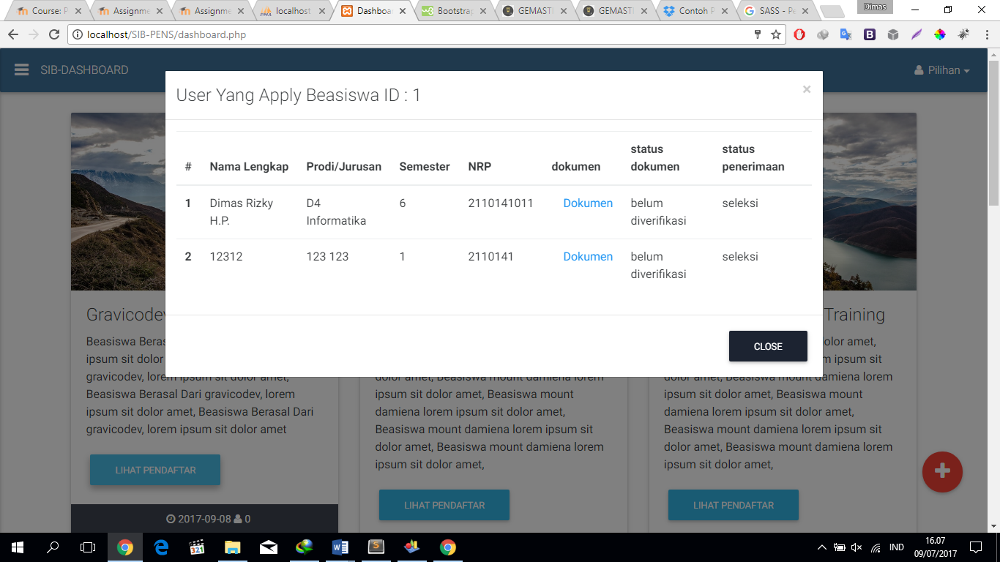 Course: P
Assignme
Assignme
localhost
Dashboa
Bootstrap
GEMAST
GEMAST
Contoh P
SASS - Pe
Dimas
localhost/SIB-PENS/dashboard.php
SIB-DASHBOARD
Pilihan
User Yang Apply Beasiswa ID : 1
×
# Nama Lengkap Prodi/Jurusan Semester NRP dokumen status dokumen status penerimaan
1 Dimas Rizky H.P. D4 Informatika 6 2110141011 Dokumen belum diverifikasi seleksi
2 12312 123 123 1 2110141 Dokumen belum diverifikasi seleksi
CLOSE
Gravicode
Beasiswa Beras
ipsum sit dolor
gravicodev, lorem ipsum sit dolor amet,
Beasiswa Berasal Dari gravicodev, lorem
ipsum sit dolor amet, Beasiswa Berasal Dari
gravicodev, lorem ipsum sit dolor amet
LIHAT PENDAFTAR
2017-09-08 0
dolor amet, Beasiswa mount damiena lorem
ipsum sit dolor amet, Beasiswa mount
damiena lorem ipsum sit dolor amet,
Beasiswa mount damiena lorem ipsum sit
dolor amet, Beasiswa mount damiena lorem
ipsum sit dolor amet,
LIHAT PENDAFTAR
Training
olor amet,
m ipsum sit
dolor amet, Beasiswa mount damiena lorem
ipsum sit dolor amet, Beasiswa mount
damiena lorem ipsum sit dolor amet,
Beasiswa mount damiena lorem ipsum sit
dolor amet, Beasiswa mount damiena lorem
ipsum sit dolor amet,
LIHAT PENDAFTAR
IND
16.07
09/07/2017